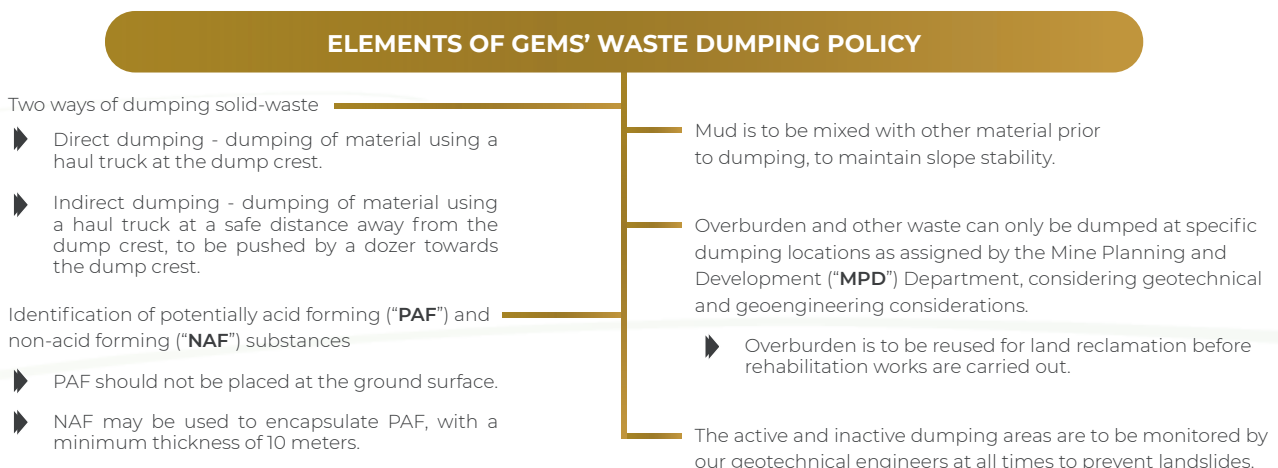 ELEMENTS OF GEMS’ WASTE DUMPING POLICY
Two ways of dumping solid-waste
Direct dumping - dumping of material using a
haul truck at the dump crest.
Indirect dumping - dumping of material using
a haul truck at a safe distance away from the
dump crest, to be pushed by a dozer towards
the dump crest.
Identification of potentially acid forming (“PAF”) and
non-acid forming (“NAF”) substances
PAF should not be placed at the ground surface.
NAF may be used to encapsulate PAF, with a
minimum thickness of 10 meters.
Mud is to be mixed with other material prior
to dumping, to maintain slope stability.
Overburden and other waste can only be dumped at specific
dumping locations as assigned by the Mine Planning and
Development (“MPD”) Department, considering geotechnical
and geoengineering considerations.
Overburden is to be reused for land reclamation before
rehabilitation works are carried out.
The active and inactive dumping areas are to be monitored by
our geotechnical engineers at all times to prevent landslides.